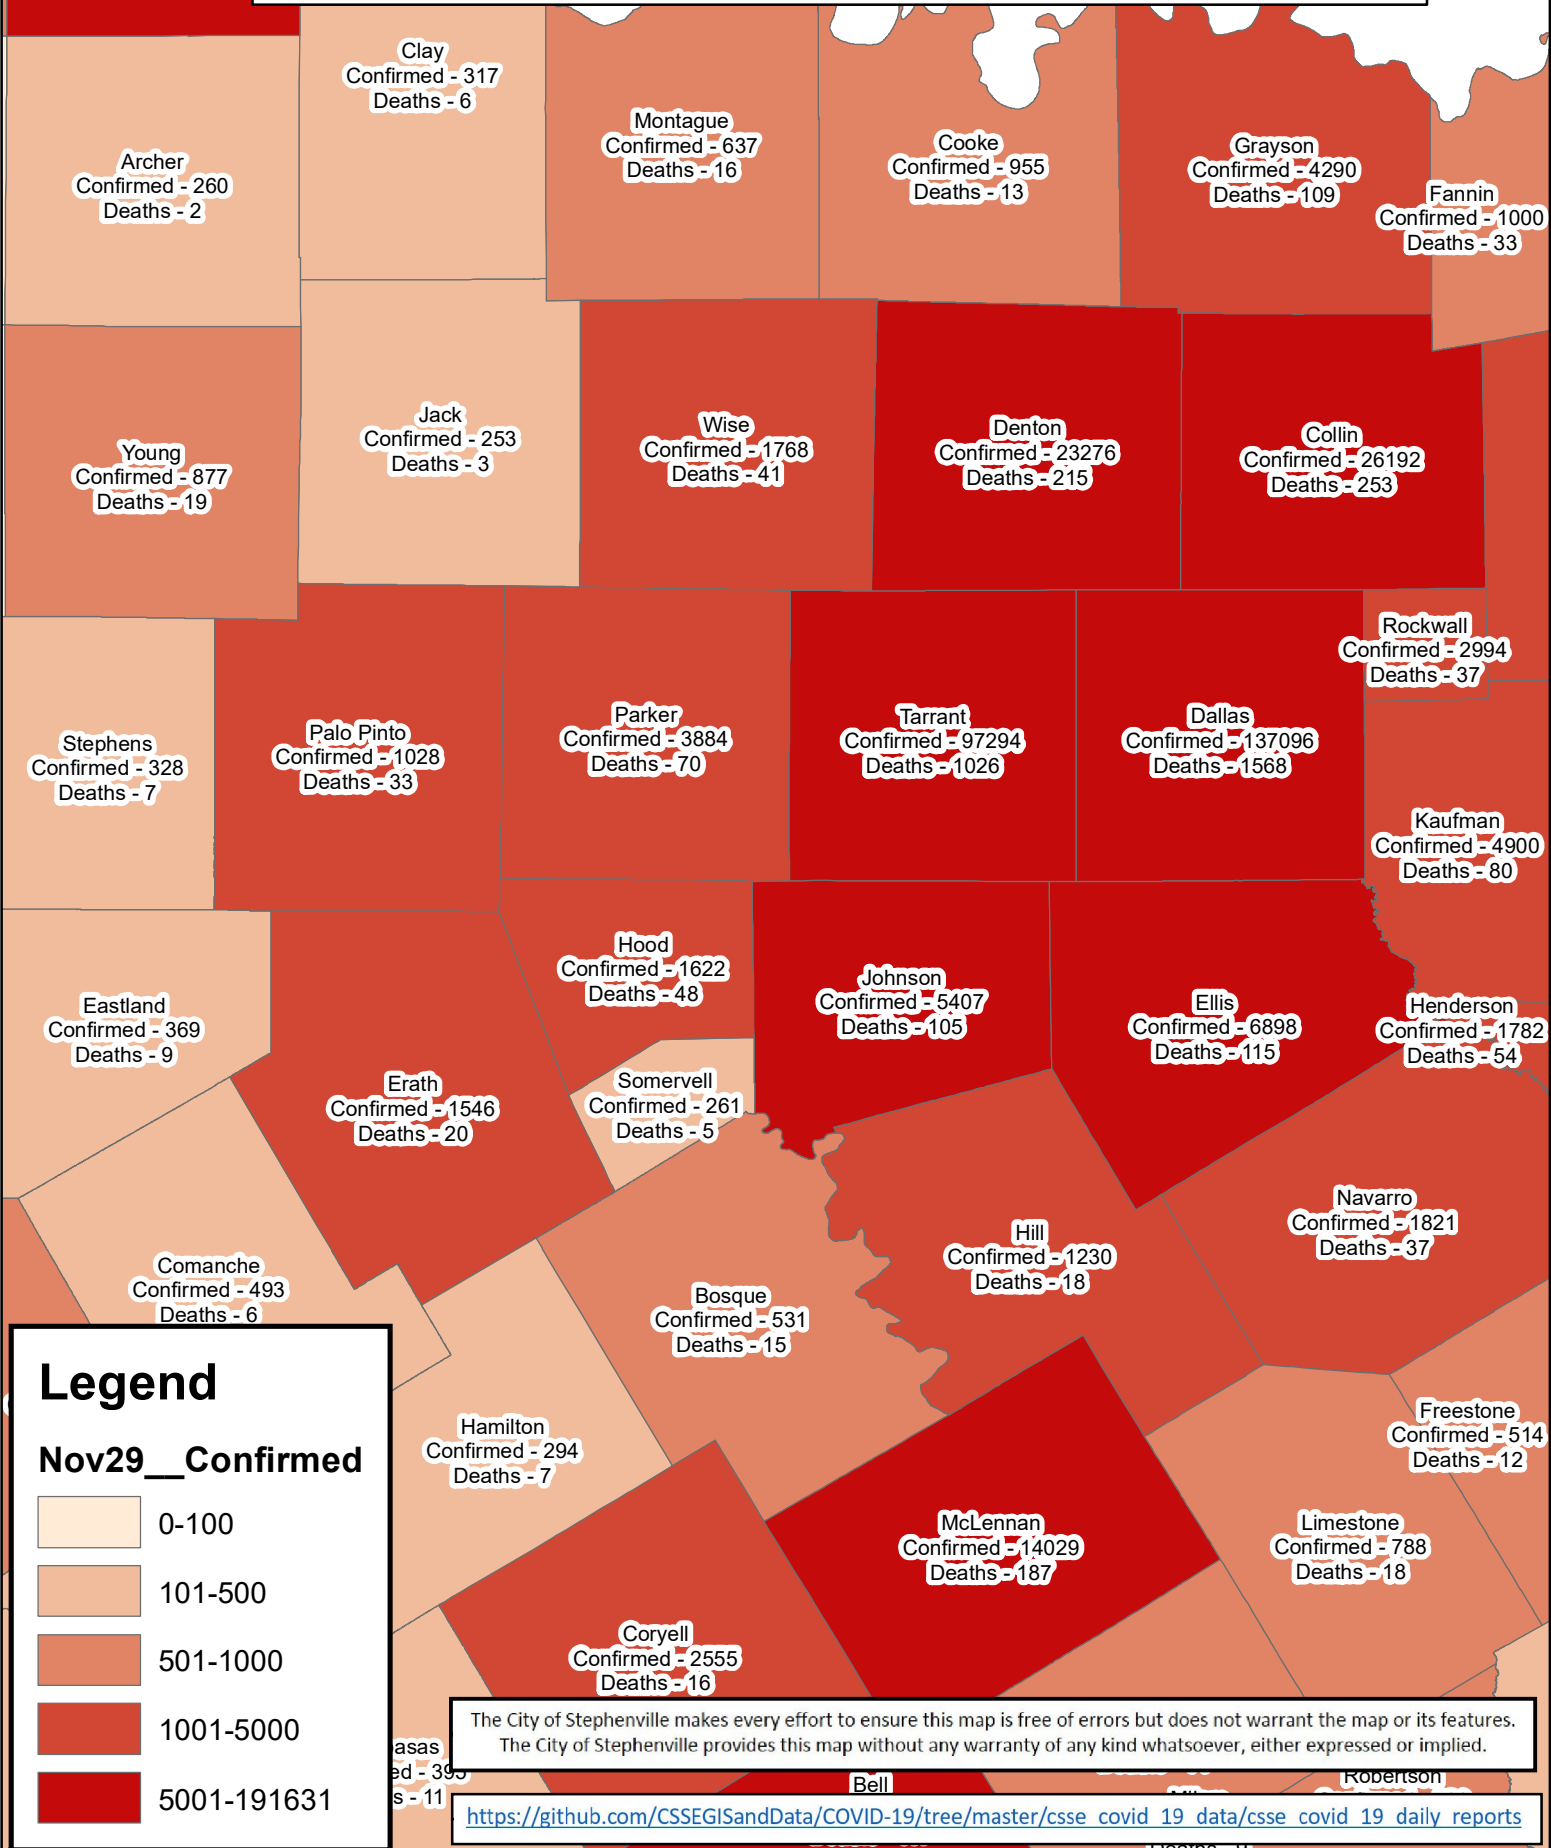 Clay
Confirmed - 317
Deaths - 6
Montague
Confirmed - 637
Deaths - 16
Cooke
Confirmed - 955
Deaths - 13
Grayson
Confirmed - 4290
Deaths - 109
Archer
Confirmed - 260
Deaths - 2
Fannin
Confirmed - 1000
Deaths - 33
Young
Confirmed - 877
Deaths - 19
Jack
Confirmed - 253
Deaths - 3
Wise
Confirmed - 1768
Deaths - 41
Denton
Confirmed - 23276
Deaths - 215
Collin
Confirmed - 26192
Deaths - 253
Rockwall
Confirmed - 2994
Deaths - 37
Stephens
Confirmed - 328
Deaths - 7
Palo Pinto
Confirmed - 1028
Deaths - 33
Parker
Confirmed - 3884
Deaths - 70
Tarrant
Confirmed - 97294
Deaths - 1026
Dallas
Confirmed - 137096
Deaths - 1568
Kaufman
Confirmed - 4900
Deaths - 80
Eastland
Confirmed - 369
Deaths - 9
Hood
Confirmed - 1622
Deaths - 48
Johnson
Confirmed - 5407
Deaths - 105
Ellis
Confirmed - 6898
Deaths - 115
Henderson
Confirmed - 1782
Deaths - 54
Erath
Confirmed - 1546
Deaths - 20
Somervell
Confirmed - 261
Deaths - 5
Comanche
Confirmed - 493
Deaths - 6
Bosque
Confirmed - 531
Deaths - 15
Hill
Confirmed - 1230
Deaths - 18
Navarro
Confirmed - 1821
Deaths - 37
Hamilton
Confirmed - 294
Deaths - 7
Freestone
Confirmed - 514
Deaths - 12
McLennan
Confirmed - 14029
Deaths - 187
Limestone
Confirmed - 788
Deaths - 18
Coryell
Confirmed - 2555
Deaths - 16
asas
ed - 395
s - 11
Bell
Robertson
Legend
Nov29__Confirmed
0-100
101-500
501-1000
1001-5000
5001-191631
The City of Stephenville makes every effort to ensure this map is free of errors but does not warrant the map or its features.
The City of Stephenville provides this map without any warranty of any kind whatsoever, either expressed or implied.
https://github.com/CSSEGISandData/COVID-19/tree/master/csse_covid_19_data/csse_covid_19_daily_reports